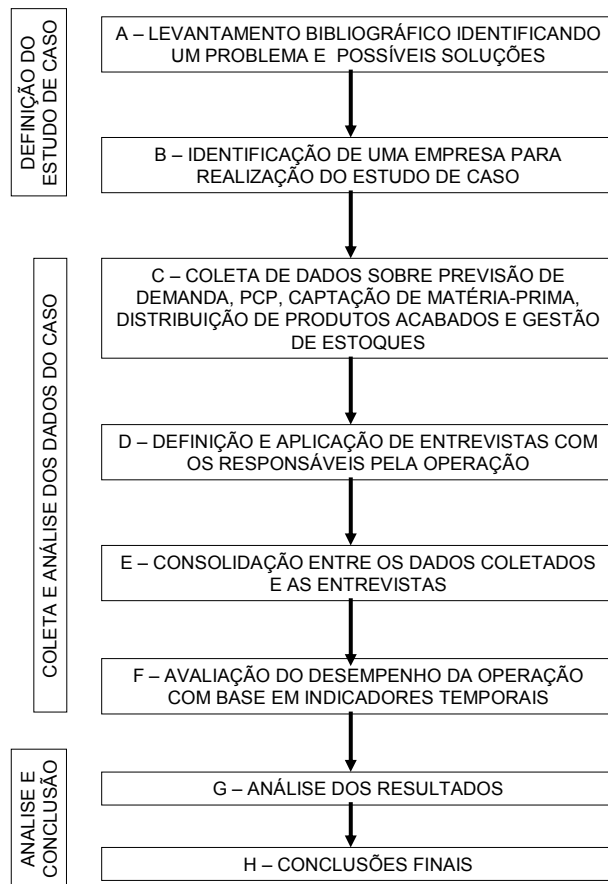 DEFINIÇÃO DO
ESTUDO DE CASO
A – LEVANTAMENTO BIBLIOGRÁFICO IDENTIFICANDO
UM PROBLEMA E POSSÍVEIS SOLUÇÕES
B – IDENTIFICAÇÃO DE UMA EMPRESA PARA
REALIZAÇÃO DO ESTUDO DE CASO
COLETA E ANÁLISE DOS DADOS DO CASO
C – COLETA DE DADOS SOBRE PREVISÃO DE
DEMANDA, PCP, CAPTAÇÃO DE MATÉRIA-PRIMA,
DISTRIBUIÇÃO DE PRODUTOS ACABADOS E GESTÃO
DE ESTOQUES
D – DEFINIÇÃO E APLICAÇÃO DE ENTREVISTAS COM
OS RESPONSÁVEIS PELA OPERAÇÃO
E – CONSOLIDAÇÃO ENTRE OS DADOS COLETADOS
E AS ENTREVISTAS
F – AVALIAÇÃO DO DESEMPENHO DA OPERAÇÃO
COM BASE EM INDICADORES TEMPORAIS
ANALISE E
CONCLUSÃO
G – ANÁLISE DOS RESULTADOS
H – CONCLUSÕES FINAIS